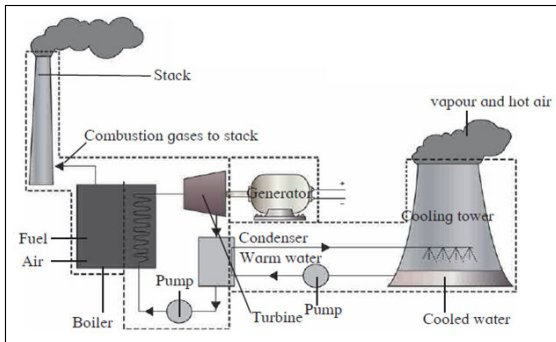 Stack
vapour and hot air
Combustion gases to stack
Generator
+
-
Cooling tower
Fuel
Air
Condenser
Warm water
Pump
Pump
Boiler
Turbine
Cooled water